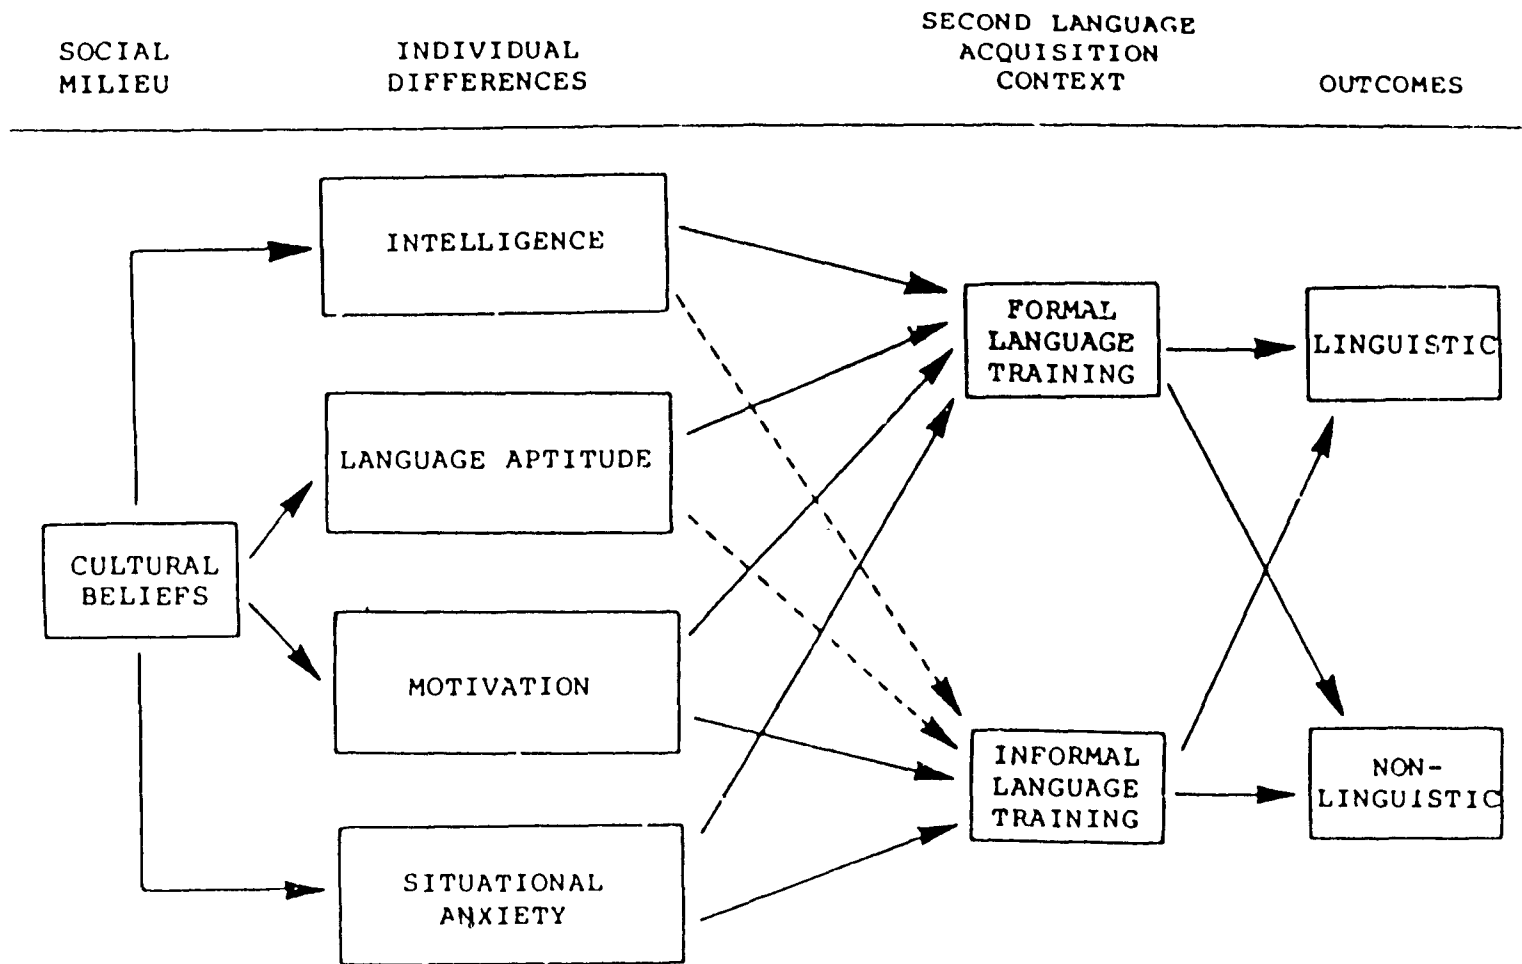 SOCIAL
MILIEU
INDIVIDUAL
DIFFERENCES
SECOND LANGUAGE
ACQUISITION
CONTEXT
OUTCOMES
INTELLIGENCE
LANGUAGE APTITUDE
CULTURAL
BELIEFS
MOTIVATION
SITUATIONAL
ANXIETY
FORMAL
LANGUAGE
TRAINING
INFORMAL
LANGUAGE
TRAINING
LINGUISTIC
NON-
LINGUISTIC